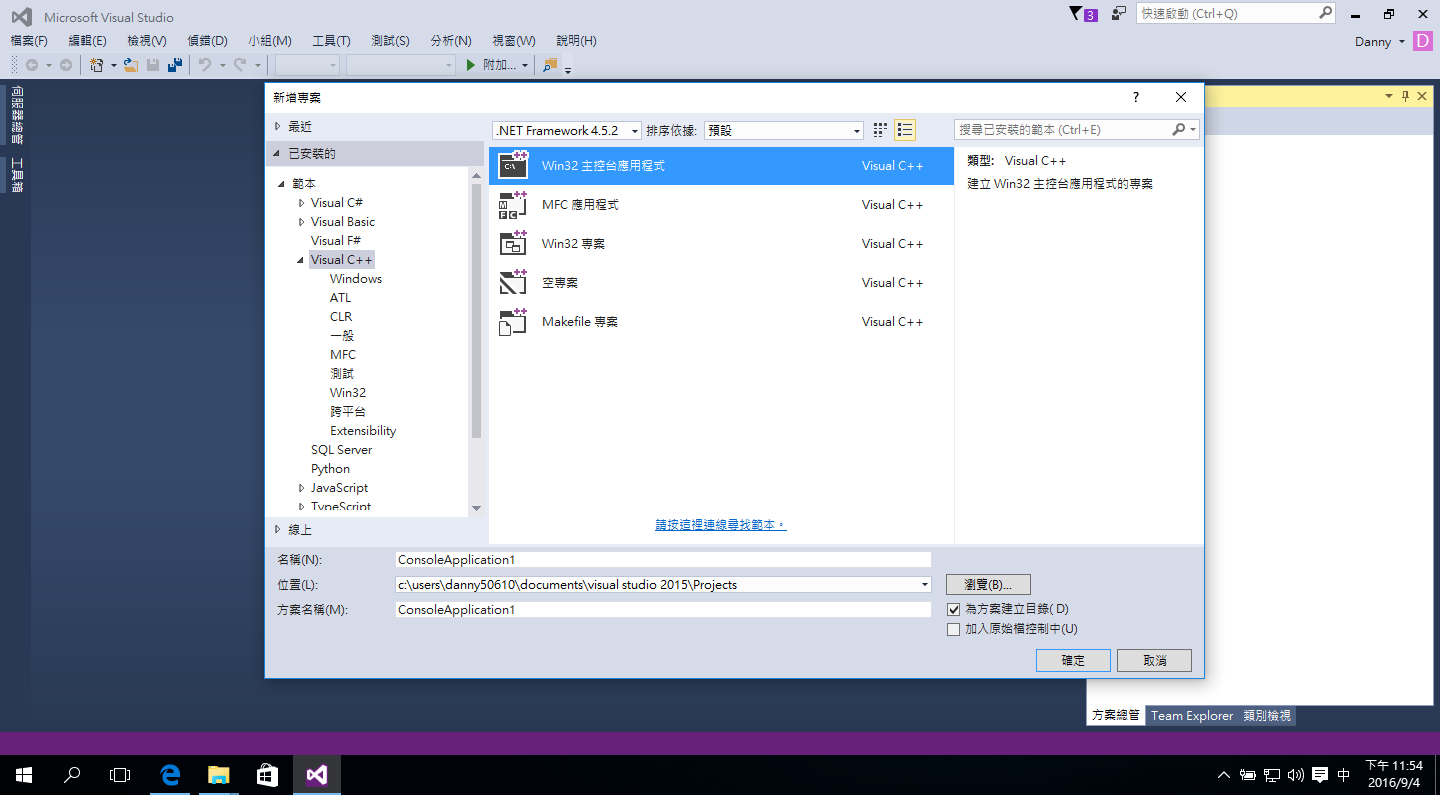 Microsoft Visual Studio
3
快速啟動 (Ctrl+Q)
檔案(F) 編輯(E) 檢視(V) 偵錯(D) 小組(M) 工具(T) 測試(S) 分析(N) 視窗(W) 說明(H)
Danny D
附加...
伺服器總管
工具箱
新增專案
?
最近
.NET Framework 4.5.2 排序依據: 預設
搜尋已安裝的範本 (Ctrl+E)
已安裝的
範本
Visual C#
Visual Basic
Visual F#
Visual C++
Windows
ATL
CLR
一般
MFC
測試
Win32
跨平台
Extensibility
SQL Server
Python
JavaScript
TypeScript
線上
Win32 主控台應用程式 Visual C++
MFC 應用程式 Visual C++
Win32 專案 Visual C++
空專案 Visual C++
Makefile 專案 Visual C++
請按這裡連線尋找範本。
類型: Visual C++
建立 Win32 主控台應用程式的專案
名稱(N): ConsoleApplication1
位置(L): c:\users\danny50610\documents\visual studio 2015\Projects
瀏覽(B)...
方案名稱(M): ConsoleApplication1
為方案建立目錄( D)
加入原始檔控制中(U)
確定 取消
方案總管 Team Explorer 類別檢視
中
下午 11:54
2016/9/4